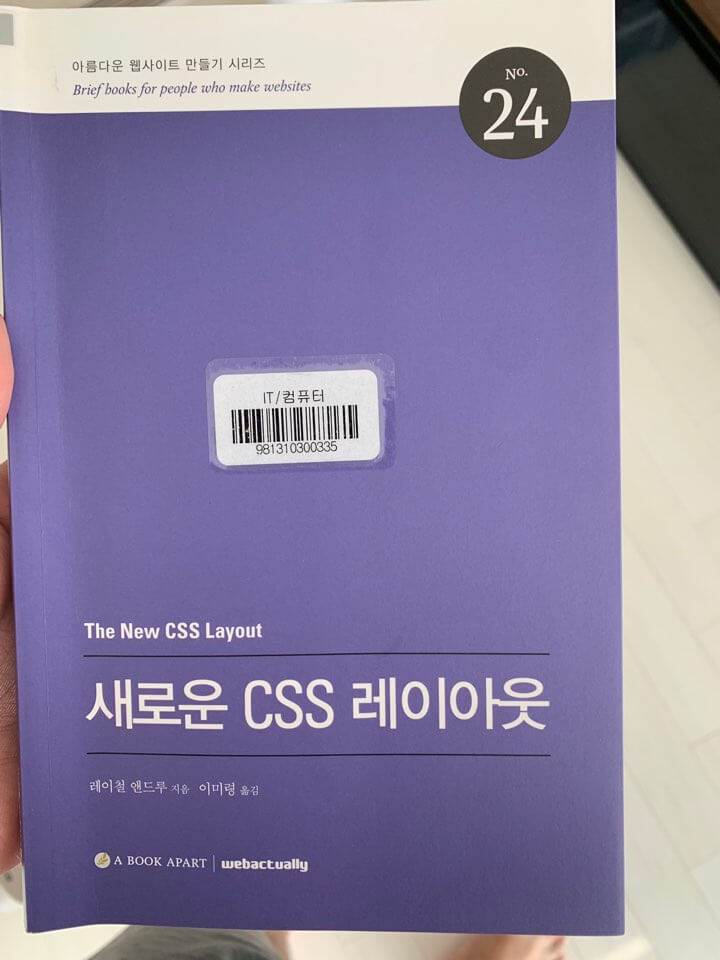 아름다운 웹사이트 만들기 시리즈
Brief books for people who make websites
No.
24
IT/컴퓨터
981310300335
The New CSS Layout
새로운 CSS 레이아웃
레이철 앤드루 지음 이미령 옮김
A BOOK APART | webactually